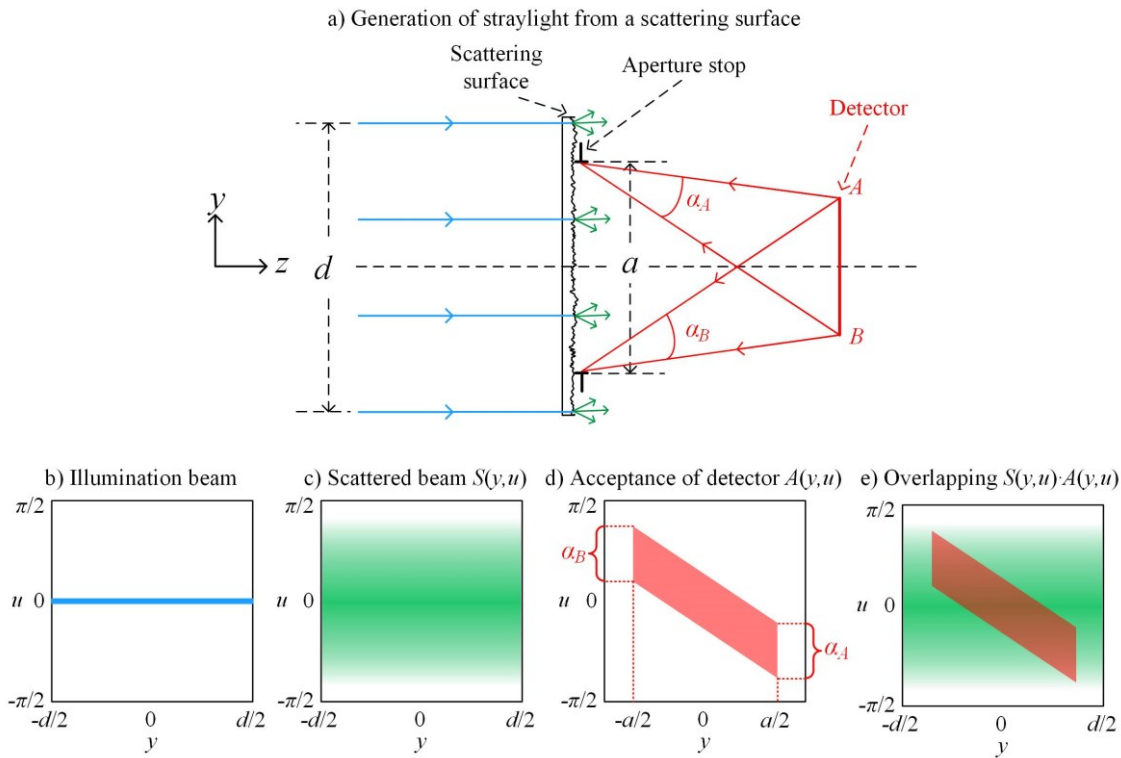 a) Generation of straylight from a scattering surface
Scattering
surface
Aperture stop
Detector
y
z
d
a
α_A
α_B
A
B
b) Illumination beam
c) Scattered beam S(y,u)
d) Acceptance of detector A(y,u)
e) Overlapping S(y,u)·A(y,u)
π/2
u 0
-π/2
-d/2 0 d/2
y
π/2
u 0
-π/2
-d/2 0 d/2
y
π/2
α_B
u 0
α_A
-π/2
-a/2 0 a/2
y
π/2
u 0
-π/2
-d/2 0 d/2
y